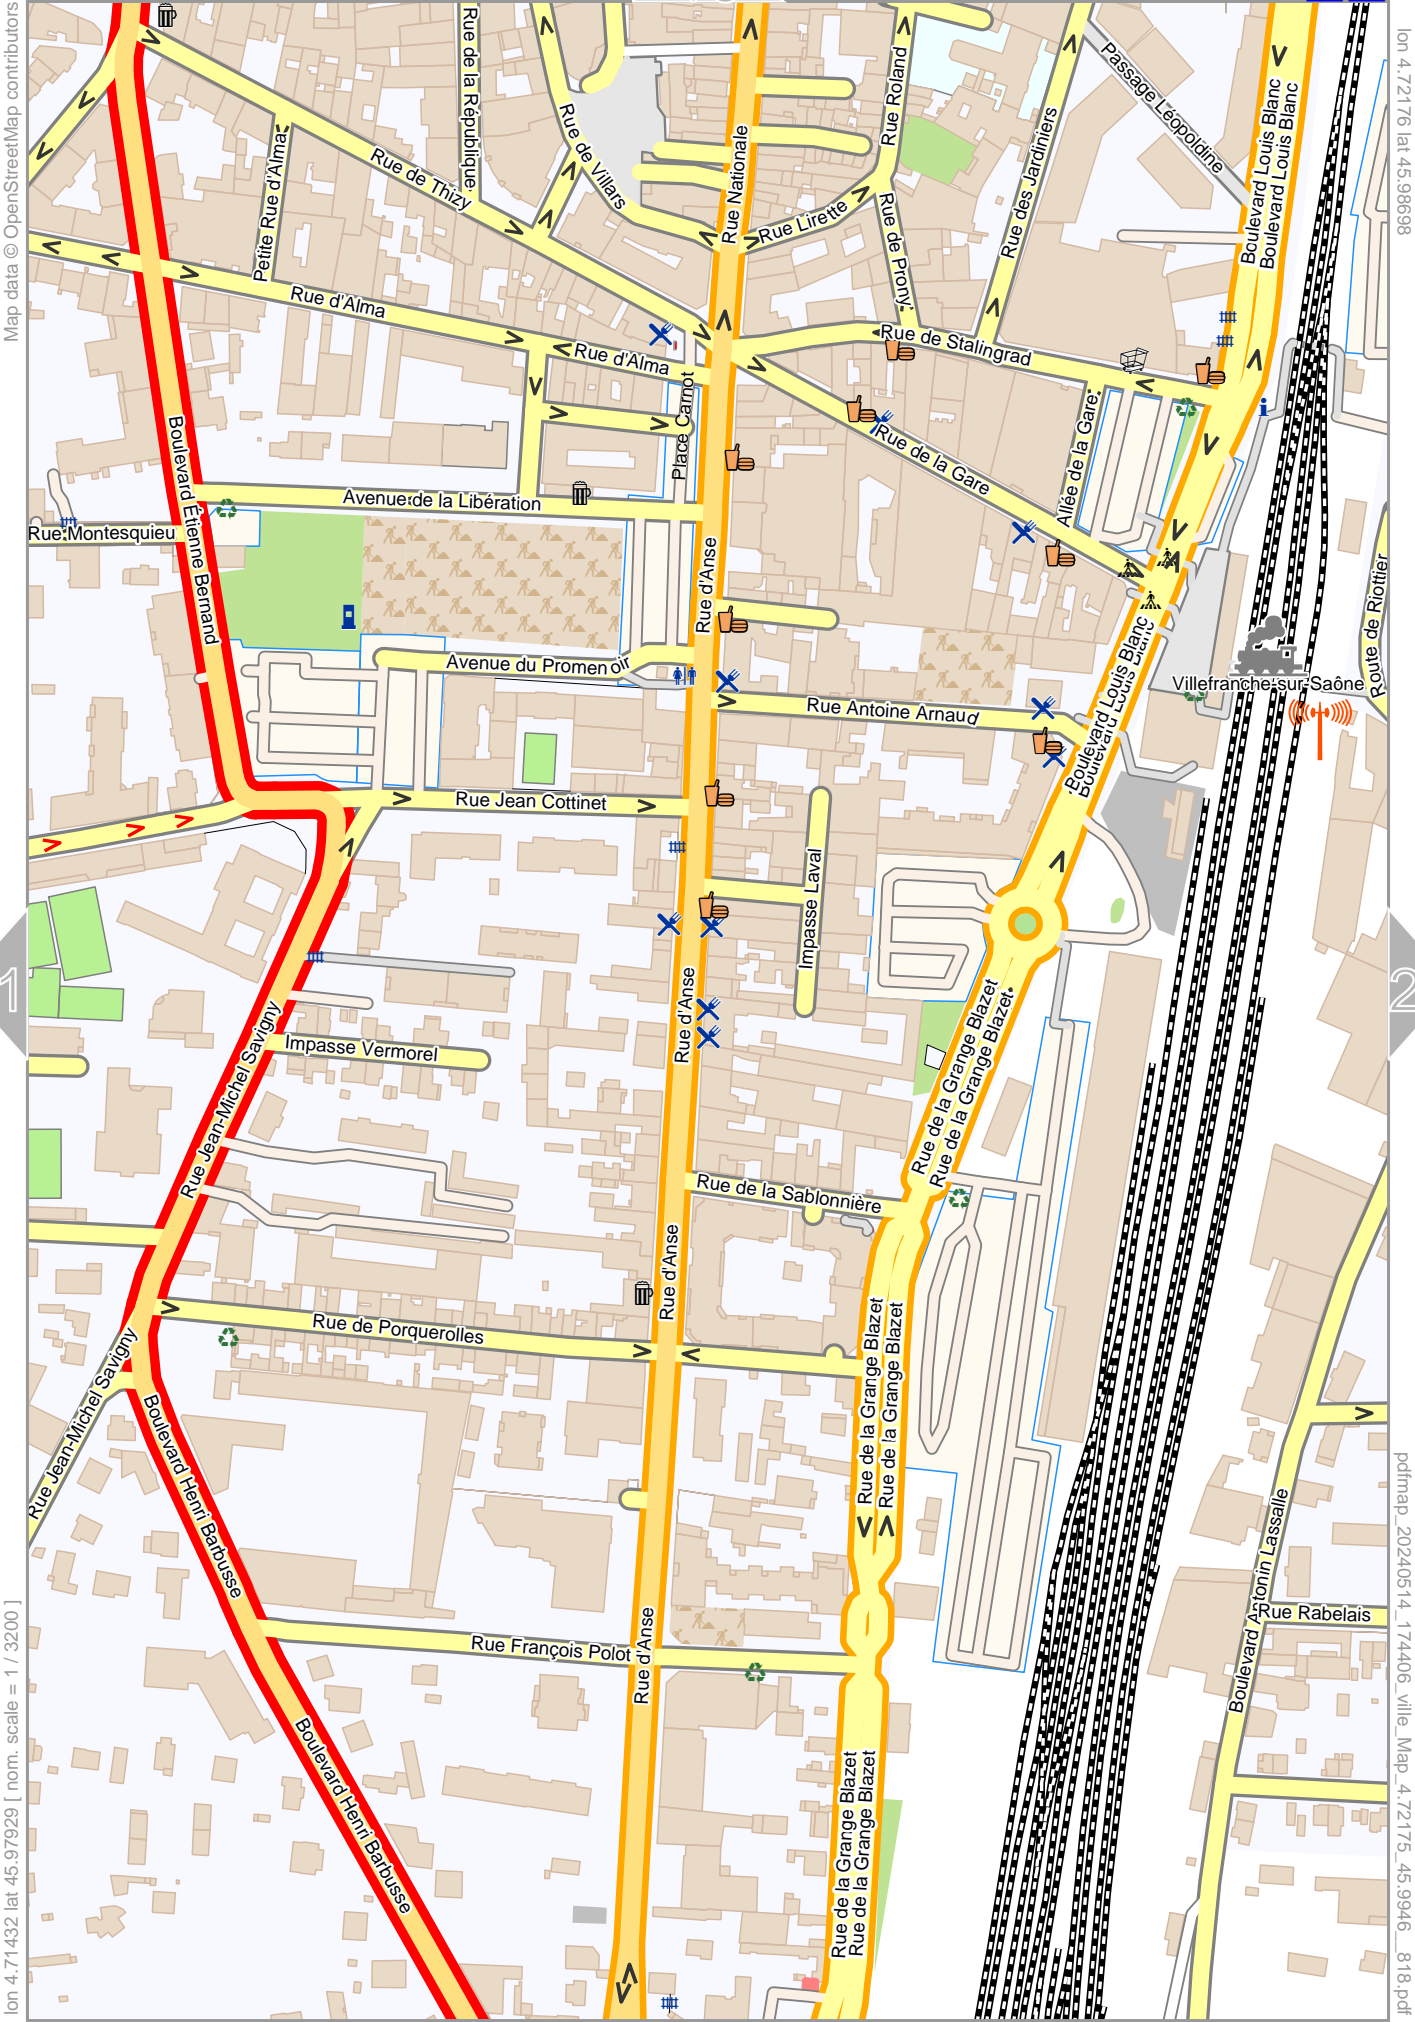 Map data © OpenStreetMap contributors
lon 4.72176 lat 45.98698
Rue de la République
Rue de Villars
Rue Nationale
Rue Roland
Passage Léopoldine
Boulevard Louis Blanc
Boulevard Louis Blanc
Rue de Thizy
Petite Rue d'Alma
Rue des Jardiniers
Rue Lirette
Rue de Prony
Rue d'Alma
Rue d'Alma
Rue de Stalingrad
Place Carnot
Allée de la Gare
Rue de la Gare
Boulevard Étienne Bernand
Avenue de la Libération
Rue Montesquieu
Rue d'Anse
Route de Riottier
Avenue du Promenoir
Villefranche-sur-Saône
Boulevard Louis Blanc
Boulevard Louis Blanc
Rue Antoine Arnaud
Rue Jean Cottinet
Impasse Laval
1
2
Rue d'Anse
Rue de la Grange Blazet
Rue de la Grange Blazet
Impasse Vermorel
Rue Jean-Michel Savigny
Rue de la Sablonnière
Rue d'Anse
Rue de Porquerolles
Rue de la Grange Blazet
Rue de la Grange Blazet
Rue Jean-Michel Savigny
Boulevard Henri Barbusse
Boulevard Antonin Lassalle
Rue Rabelais
Rue François Polot
Rue d'Anse
Boulevard Henri Barbusse
Rue de la Grange Blazet
Rue de la Grange Blazet
lon 4.71432 lat 45.97929 [ nom. scale = 1 / 3200 ]
pdfmap_20240514_174406_ville_Map_4.72175_45.9946__818.pdf